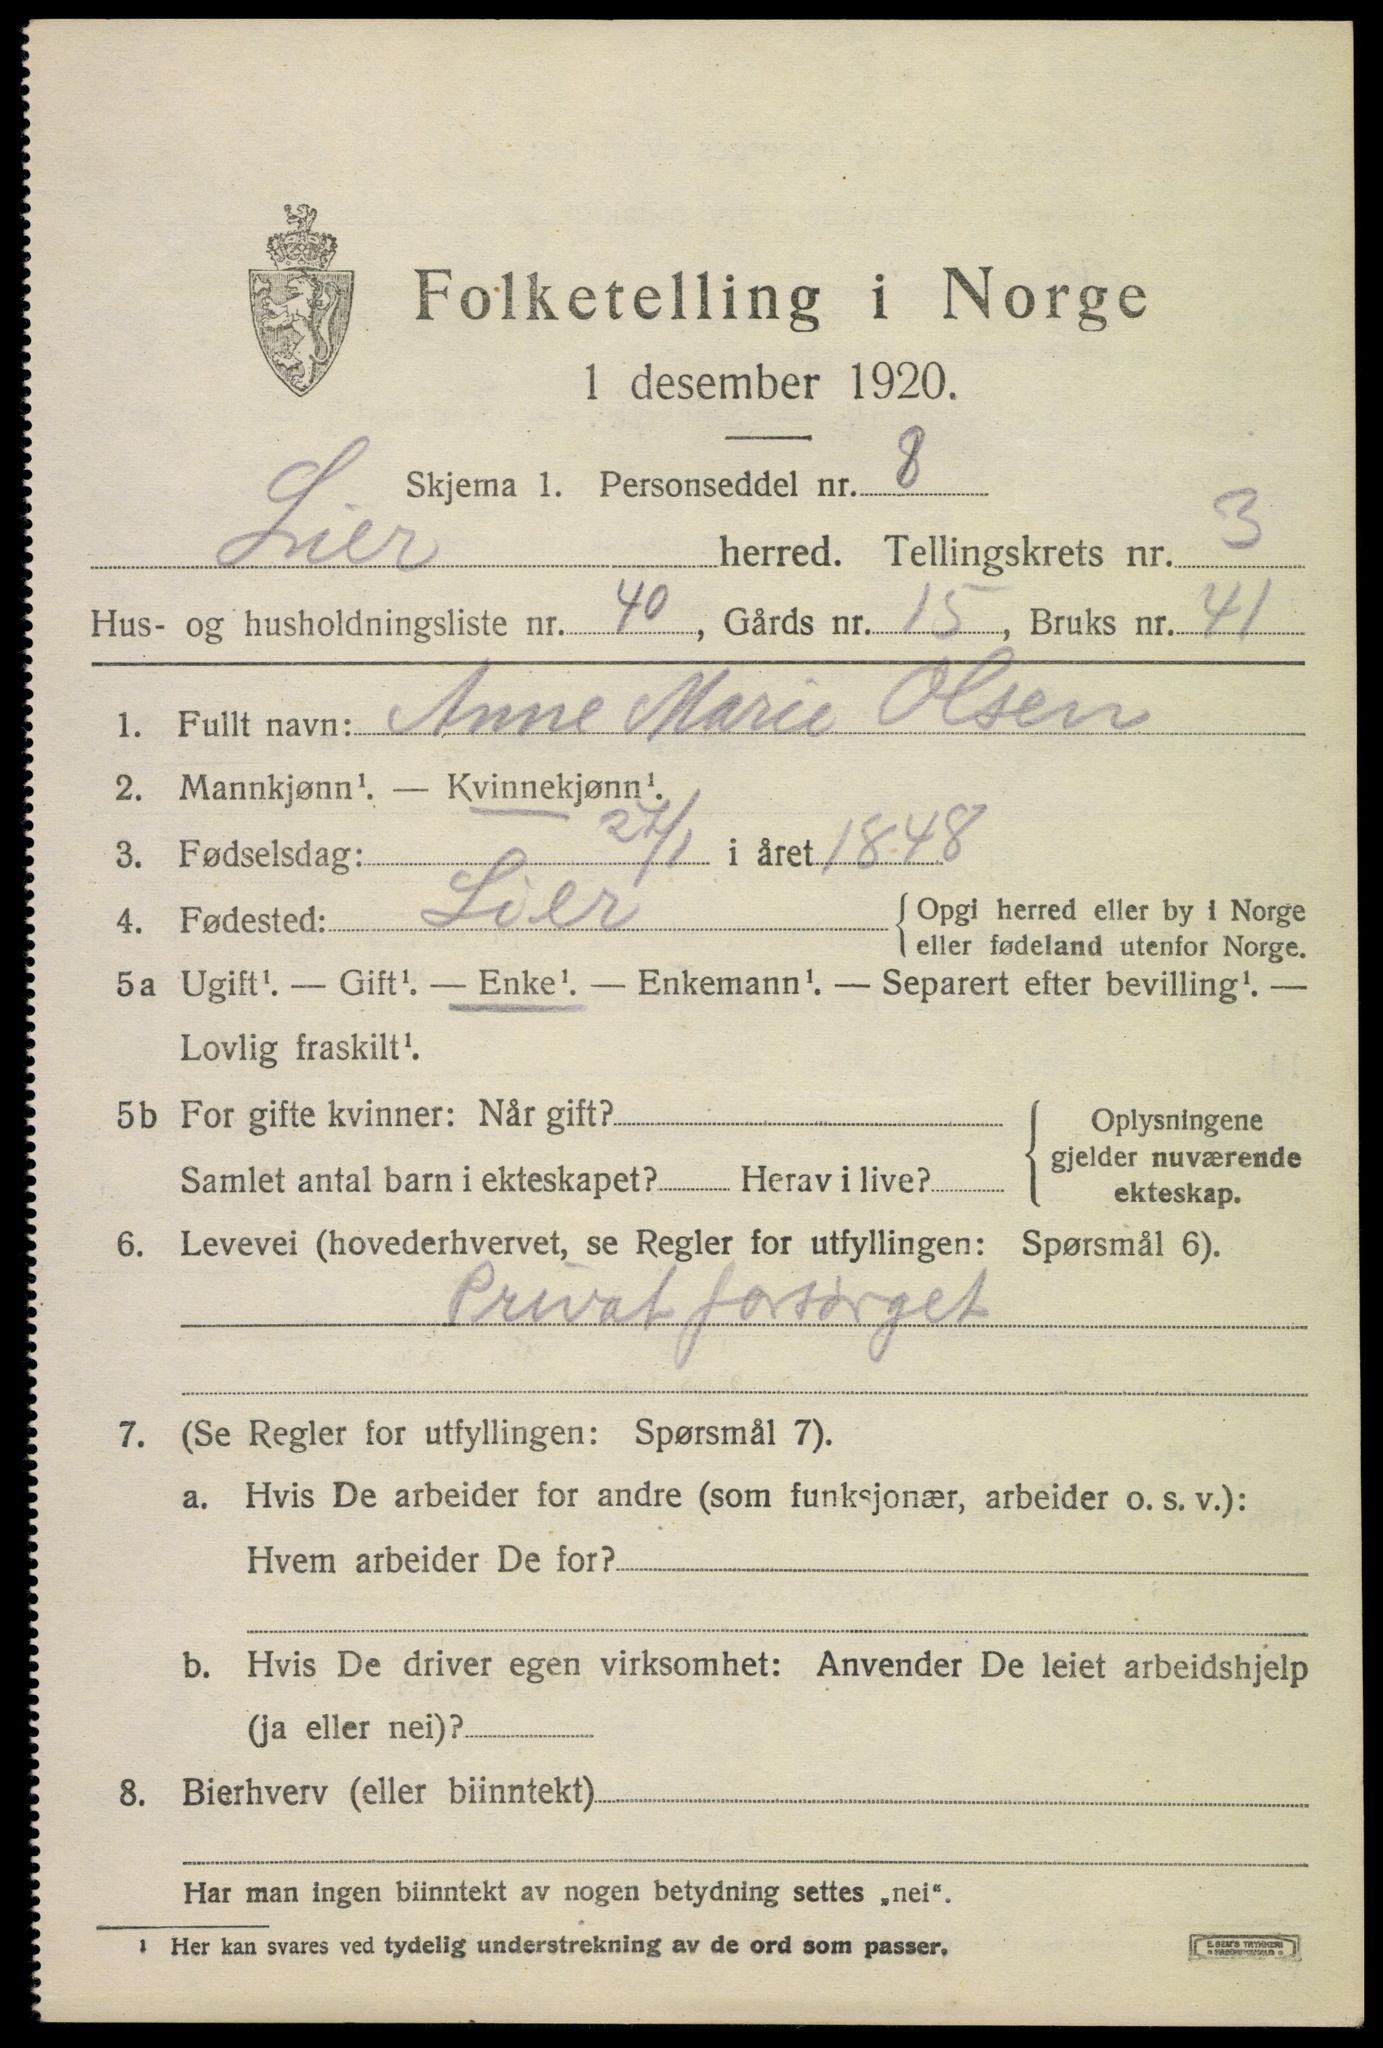 Folketelling i Norge
1 desember 1920.
Skjema 1. Personseddel nr. 8
Lier herred. Tellingskrets nr. 3
Hus- og husholdningsliste nr. 40, Gårds nr. 15, Bruks nr. 41
1. Fullt navn: Anne Marie Olsen
2. Mannkjønn¹. — Kvinnekjønn¹.
3. Fødselsdag: 27/1 i året 1848
4. Fødested: Lier { Opgi herred eller by i Norge
eller fødeland utenfor Norge.
5a Ugift¹. — Gift¹. — Enke¹. — Enkemann¹. — Separert efter bevilling¹. —
Lovlig fraskilt¹.
5b For gifte kvinner: Når gift? { Oplysningene
gjelder nuværende
ekteskap.
Samlet antal barn i ekteskapet? Herav i live?
6. Levevei (hovederhvervet, se Regler for utfyllingen: Spørsmål 6).
Privat forsørget
7. (Se Regler for utfyllingen: Spørsmål 7).
a. Hvis De arbeider for andre (som funksjonær, arbeider o. s. v.):
Hvem arbeider De for?
b. Hvis De driver egen virksomhet: Anvender De leiet arbeidshjelp
(ja eller nei)?
8. Bierhverv (eller biinntekt)
Har man ingen biinntekt av nogen betydning settes „nei“.
1 Her kan svares ved tydelig understrekning av de ord som passer.